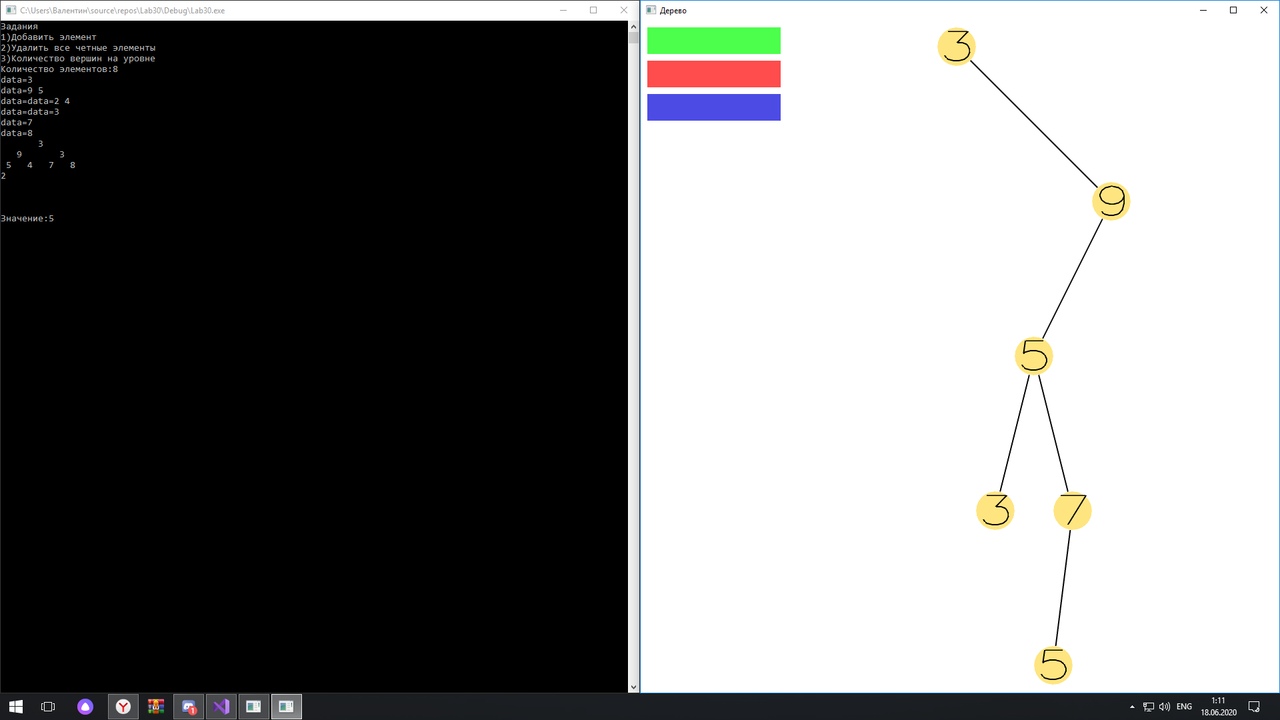 C:\Users\Валентин\source\repos\Lab30\Debug\Lab30.exe
Задания
1)Добавить элемент
2)Удалить все четные элементы
3)Количество вершин на уровне
Количество элементов:8
data=3
data=9 5
data=data=2 4
data=data=3
data=7
data=8
3
9 3
5 4 7 8
2
Значение:5
Дерево
3
9
5
3 7
5
ENG
1:11
18.06.2020